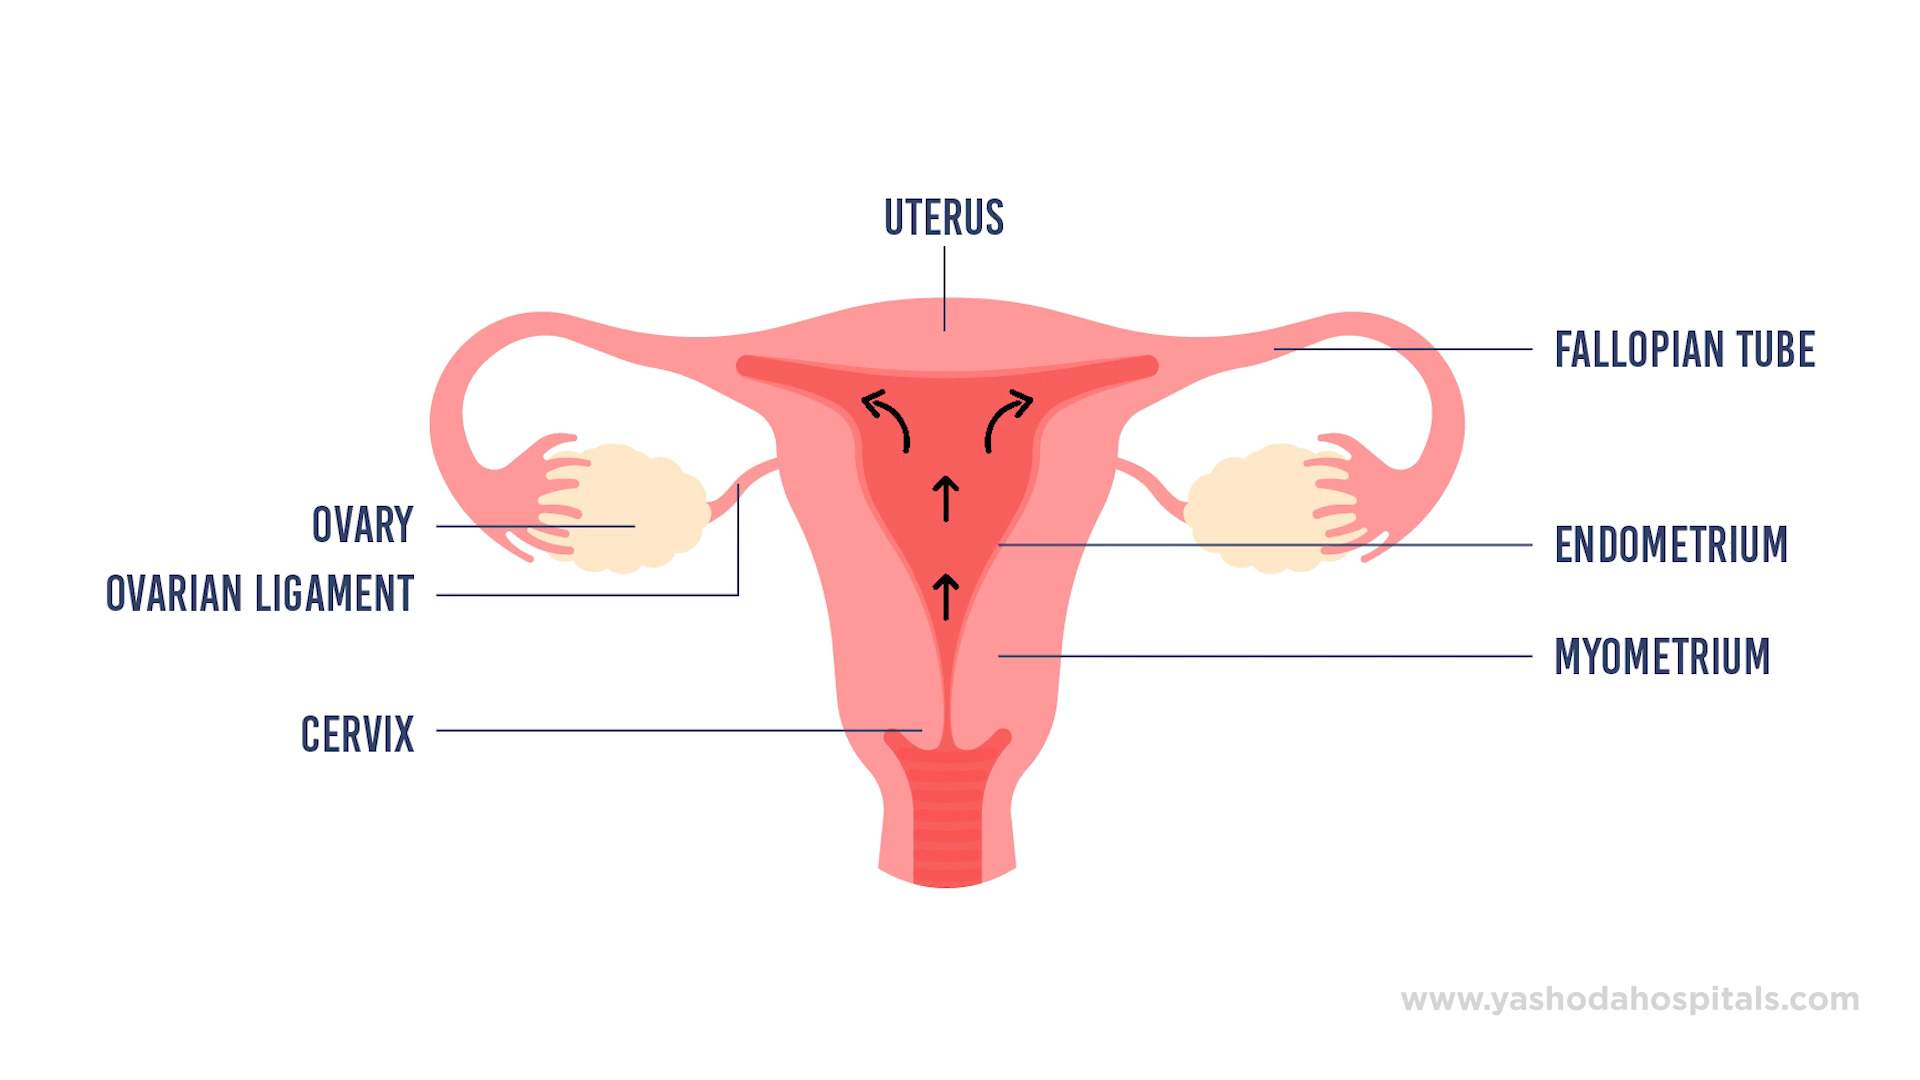 UTERUS
FALLOPIAN TUBE
OVARY
ENDOMETRIUM
OVARIAN LIGAMENT
MYOMETRIUM
CERVIX
www.yashodahospitals.com